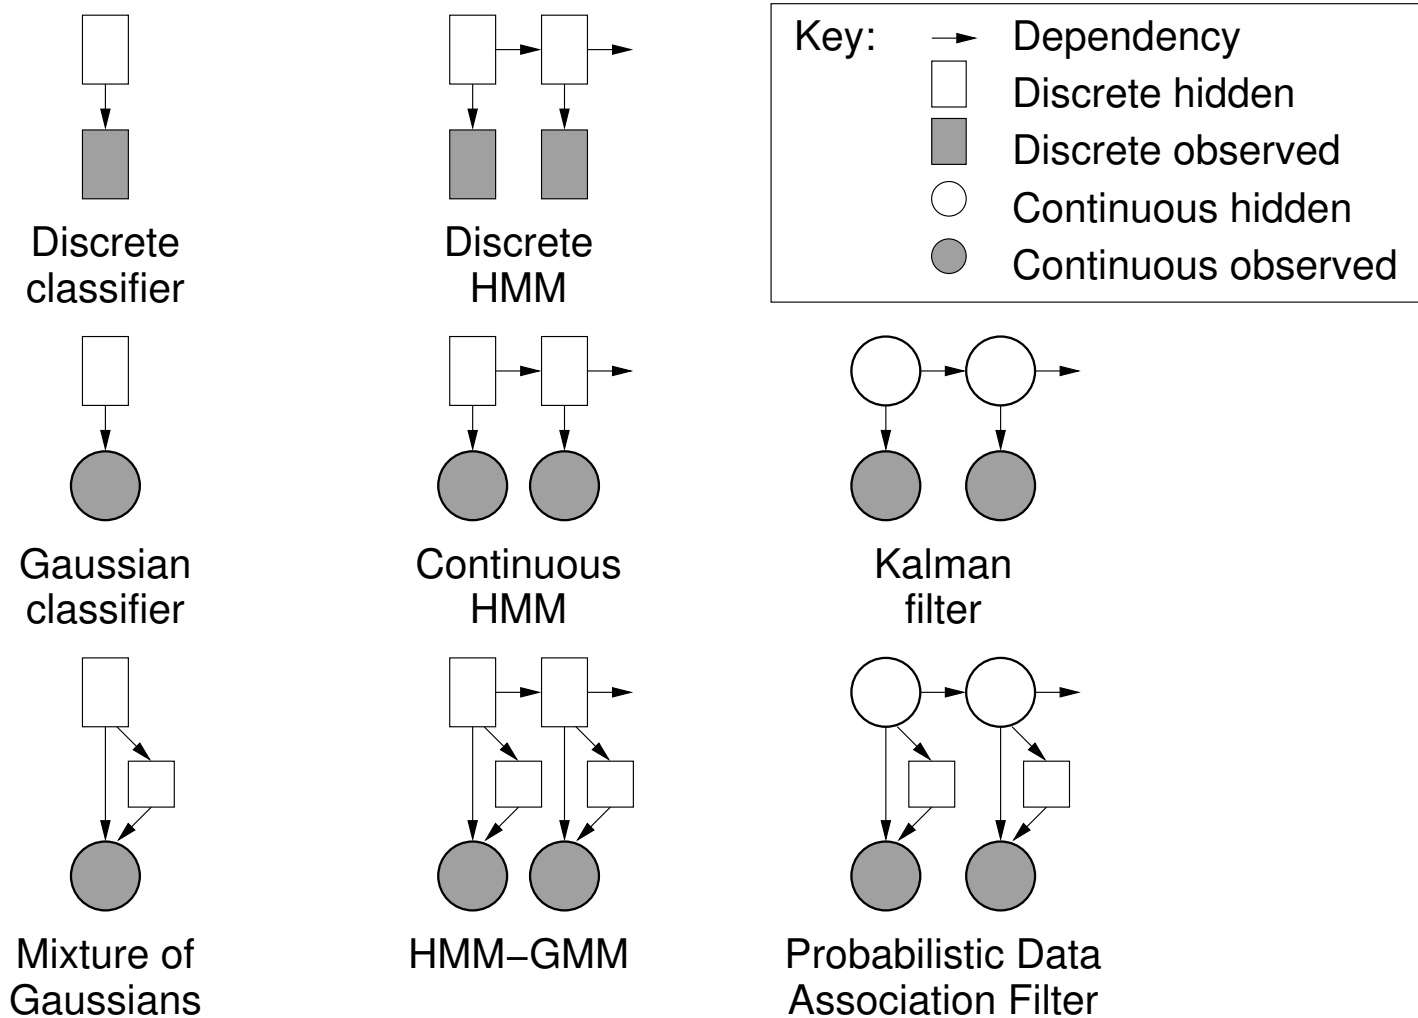 Key:
Dependency
Discrete hidden
Discrete observed
Continuous hidden
Continuous observed
Discrete
classifier
Discrete
HMM
Gaussian
classifier
Continuous
HMM
Kalman
filter
Mixture of
Gaussians
HMM−GMM
Probabilistic Data
Association Filter